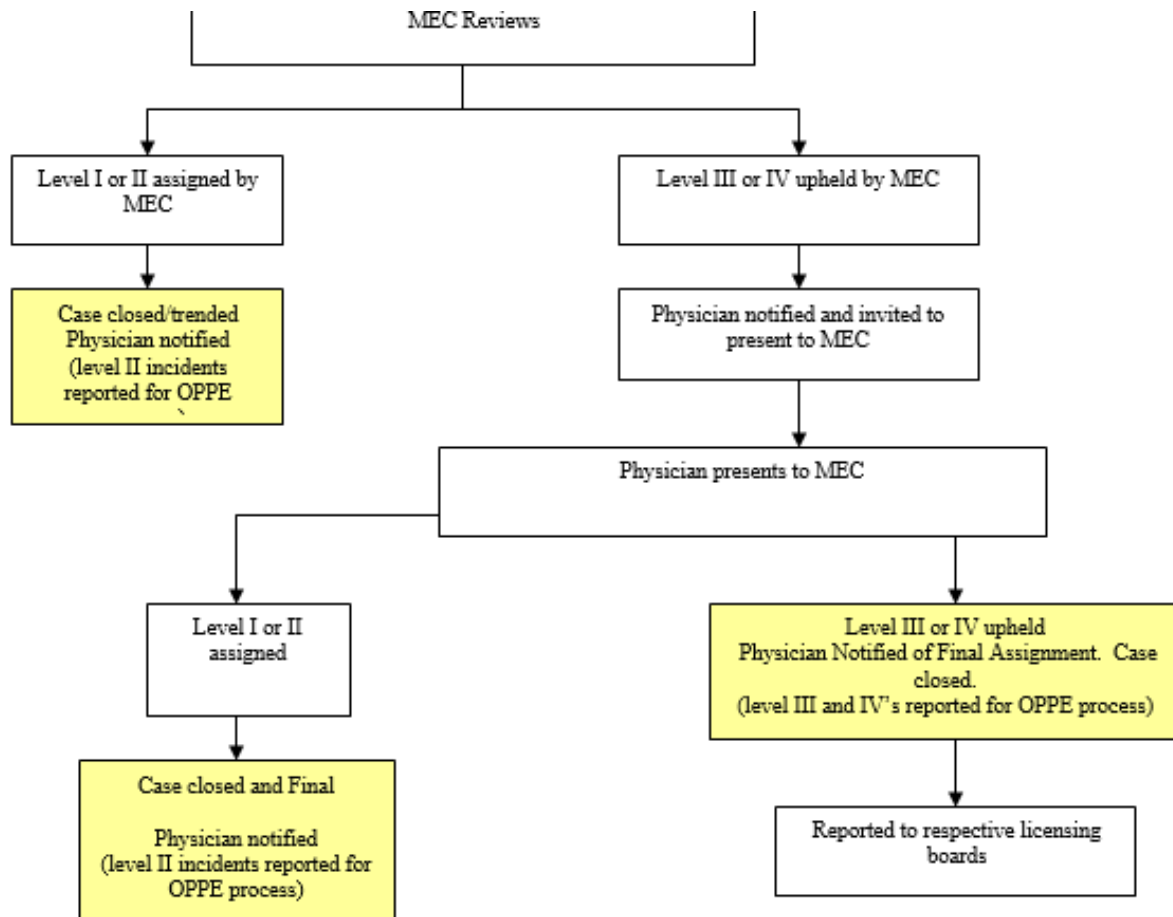 MEC Reviews
Level I or II assigned by
MEC
Level III or IV upheld by MEC
Case closed/trended
Physician notified
(level II incidents
reported for OPPE
Physician notified and invited to
present to MEC
Physician presents to MEC
Level I or II
assigned
Level III or IV upheld
Physician Notified of Final Assignment.  Case
closed.
(level III and IV’s reported for OPPE process)
Case closed and Final
Physician notified
(level II incidents reported for
OPPE process)
Reported to respective licensing
boards